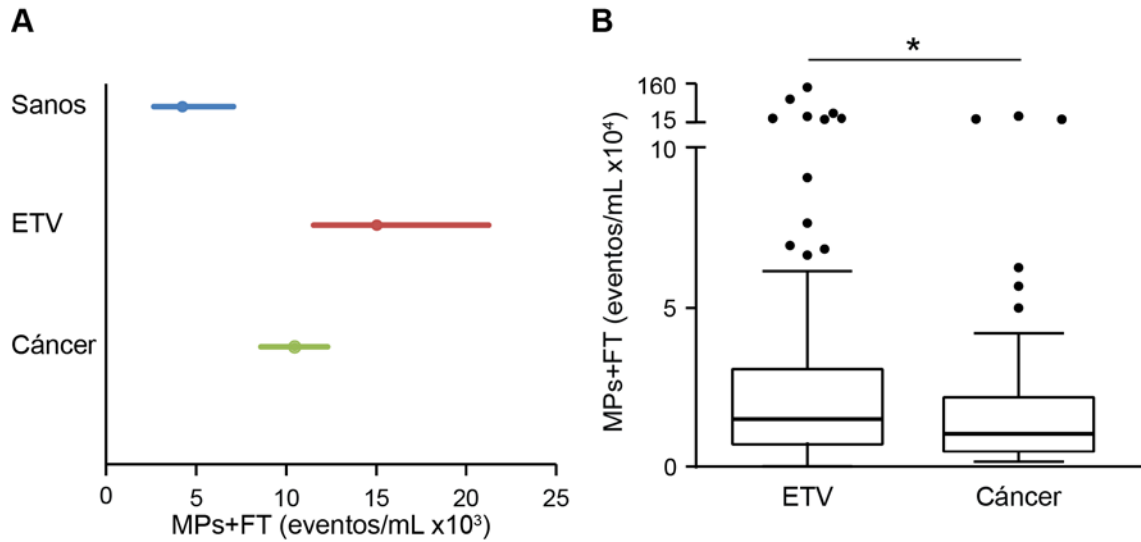 A
Sanos
ETV
Cáncer
0 5 10 15 20 25
MPs+FT (eventos/mL x10³)
B
*
160
15
10
5
0
MPs+FT (eventos/mL x10⁴)
ETV Cáncer